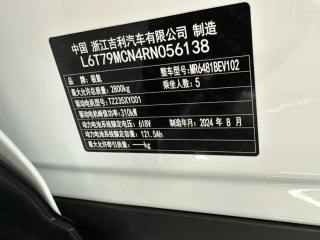 中国 浙江吉利汽车有限公司 制造
L6T79MCN4RN056138
品牌：极氪 整车型号：MR6481BEV102
最大允许总质量：2800kg 乘坐人数：5
驱动电机型号：TZ235XYC01
驱动电机峰值功率：310kW
动力电池系统额定电压：618V 制造年月：2024 年 8 月
动力电池系统额定容量：121.5Ah
最大允许牵引质量：——kg